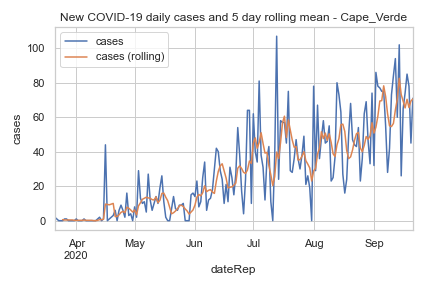 New COVID-19 daily cases and 5 day rolling mean - Cape_Verde
cases
cases (rolling)
cases
100
80
60
40
20
0
Apr
2020
May
Jun
Jul
Aug
Sep
dateRep